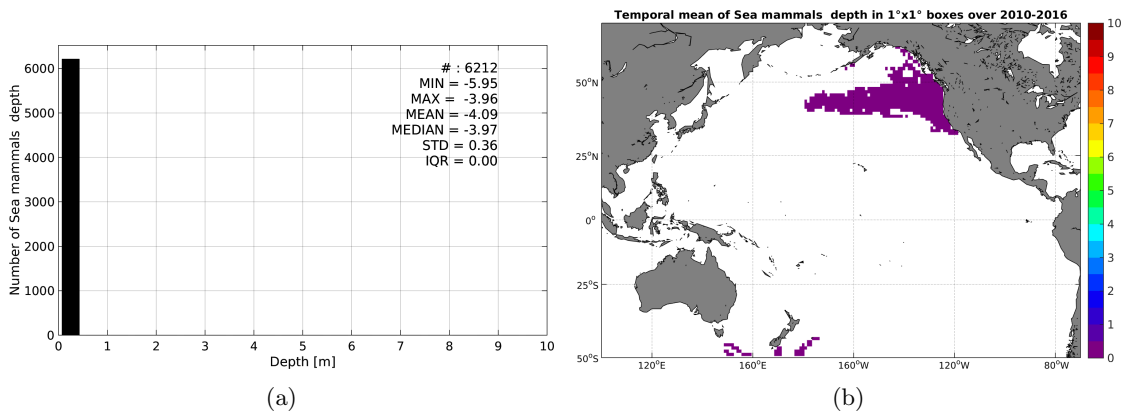 6000
5000
4000
3000
2000
1000
0
Number of Sea mammals depth
# : 6212
MIN = -5.95
MAX = -3.96
MEAN = -4.09
MEDIAN = -3.97
STD = 0.36
IQR = 0.00
0 1 2 3 4 5 6 7 8 9 10
Depth [m]
(a)
Temporal mean of Sea mammals depth in 1°x1° boxes over 2010-2016
50°N
25°N
0°
25°S
50°S
120°E
160°E
160°W
120°W
80°W
10
9
8
7
6
5
4
3
2
1
0
(b)